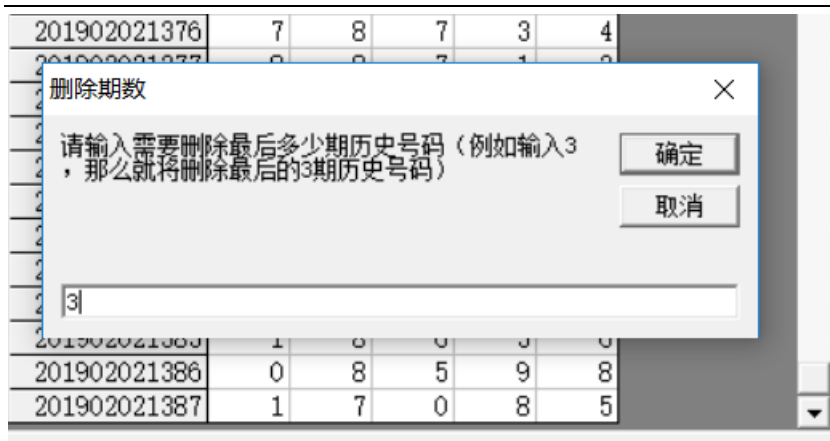 201902021376 7 8 7 3 4
删除期数
请输入需要删除最后多少期历史号码（例如输入3
，那么就将删除最后的3期历史号码）
确定
取消
3
201902021386 0 8 5 9 8
201902021387 1 7 0 8 5